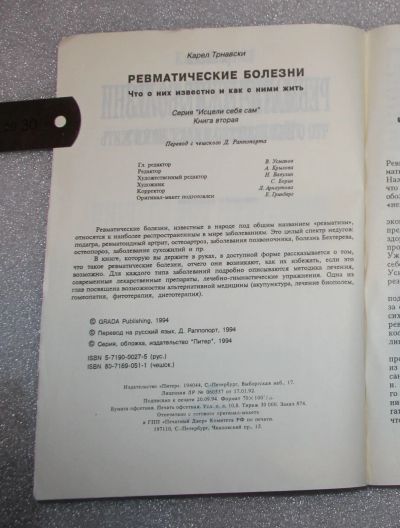 Карел Трнавски
РЕВМАТИЧЕСКИЕ БОЛЕЗНИ
Что о них известно и как с ними жить
Серия "Исцели себя сам"
Книга вторая
Перевод с чешского Д. Раппопорта
Гл. редактор В. Усманов
Редактор А. Крылова
Художественный редактор Н. Вакулин
Художник С. Борин
Корректор Л. Арнаутова
Оригинал-макет подготовлен Е. Гриндберг
Ревматические болезни, известные в народе под общим названием «ревматизм»,
относятся к наиболее распространенным в мире заболеваниям. Это целый спектр недугов:
подагра, ревматоидный артрит, остеоартроз, заболевания позвоночника, болезнь Бехтерева,
остеопороз, заболевание сухожилий и пр.
В книге, которую вы держите в руках, в доступной форме рассказывается о том,
что такое ревматические болезни, отчего они возникают, как их избежать, если это
возможно. Для каждого типа заболеваний подробно описываются методика лечения,
современные лекарственные препараты, лечебно-гимнастические упражнения. Одна из
глав посвящена возможностям альтернативной медицины (акупунктура, лечение биополем,
гомеопатия, фитотерапия, диетотерапия).
© GRADA Publishing, 1994
© Перевод на русский язык. Д. Раппопорт, 1994
© Серия, обложка, издательство "Питер", 1994
ISBN 5-7190-0027-5 (рус.)
ISBN 80-7169-051-1 (чешск.)
Издательство «Питер». 194044, С.-Петербург, Выборгская наб., 17.
Лицензия ЛР № 060337 от 17.01.92.
Подписано к печати 20.09.94. Формат 70×100 1/32
Бумага офсетная. Печать офсетная. Усл. п. л. 10,8. Тираж 30 000. Заказ 874.
Отпечатано с готового оригинал-макета
в ГПП «Печатный Двор» Комитета РФ по печати.
197110, С.-Петербург, Чкаловский пр., 15.
30